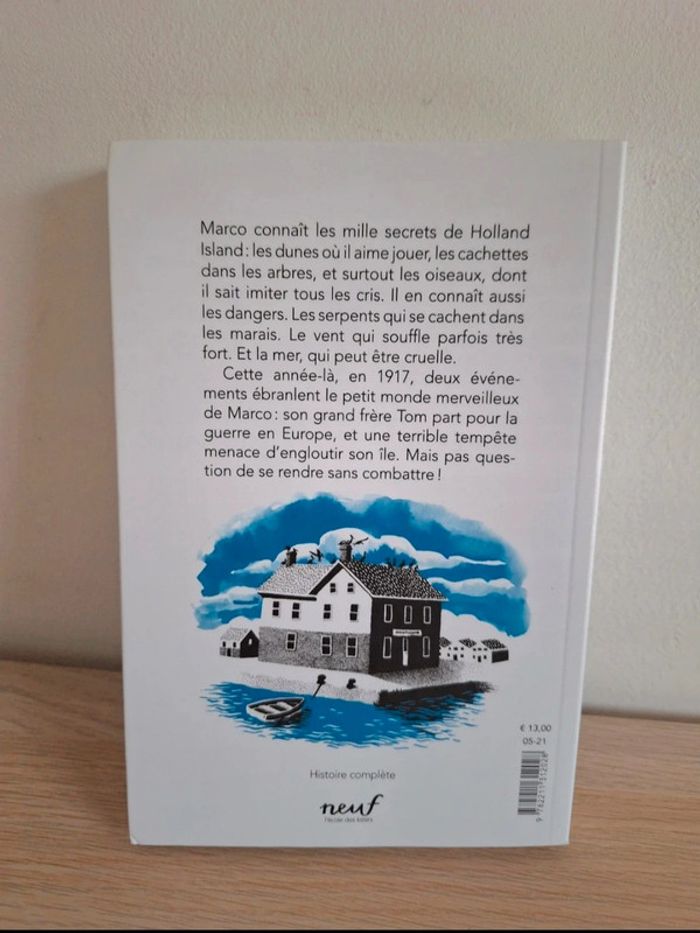 Marco connaît les mille secrets de Holland
Island : les dunes où il aime jouer, les cachettes
dans les arbres, et surtout les oiseaux, dont
il sait imiter tous les cris. Il en connaît aussi
les dangers. Les serpents qui se cachent dans
les marais. Le vent qui souffle parfois très
fort. Et la mer, qui peut être cruelle.
Cette année-là, en 1917, deux événe-
ments ébranlent le petit monde merveilleux
de Marco : son grand frère Tom part pour la
guerre en Europe, et une terrible tempête
menace d'engloutir son île. Mais pas ques-
tion de se rendre sans combattre !
€ 13,00
05-21
Histoire complète
neuf
l'école des loisirs